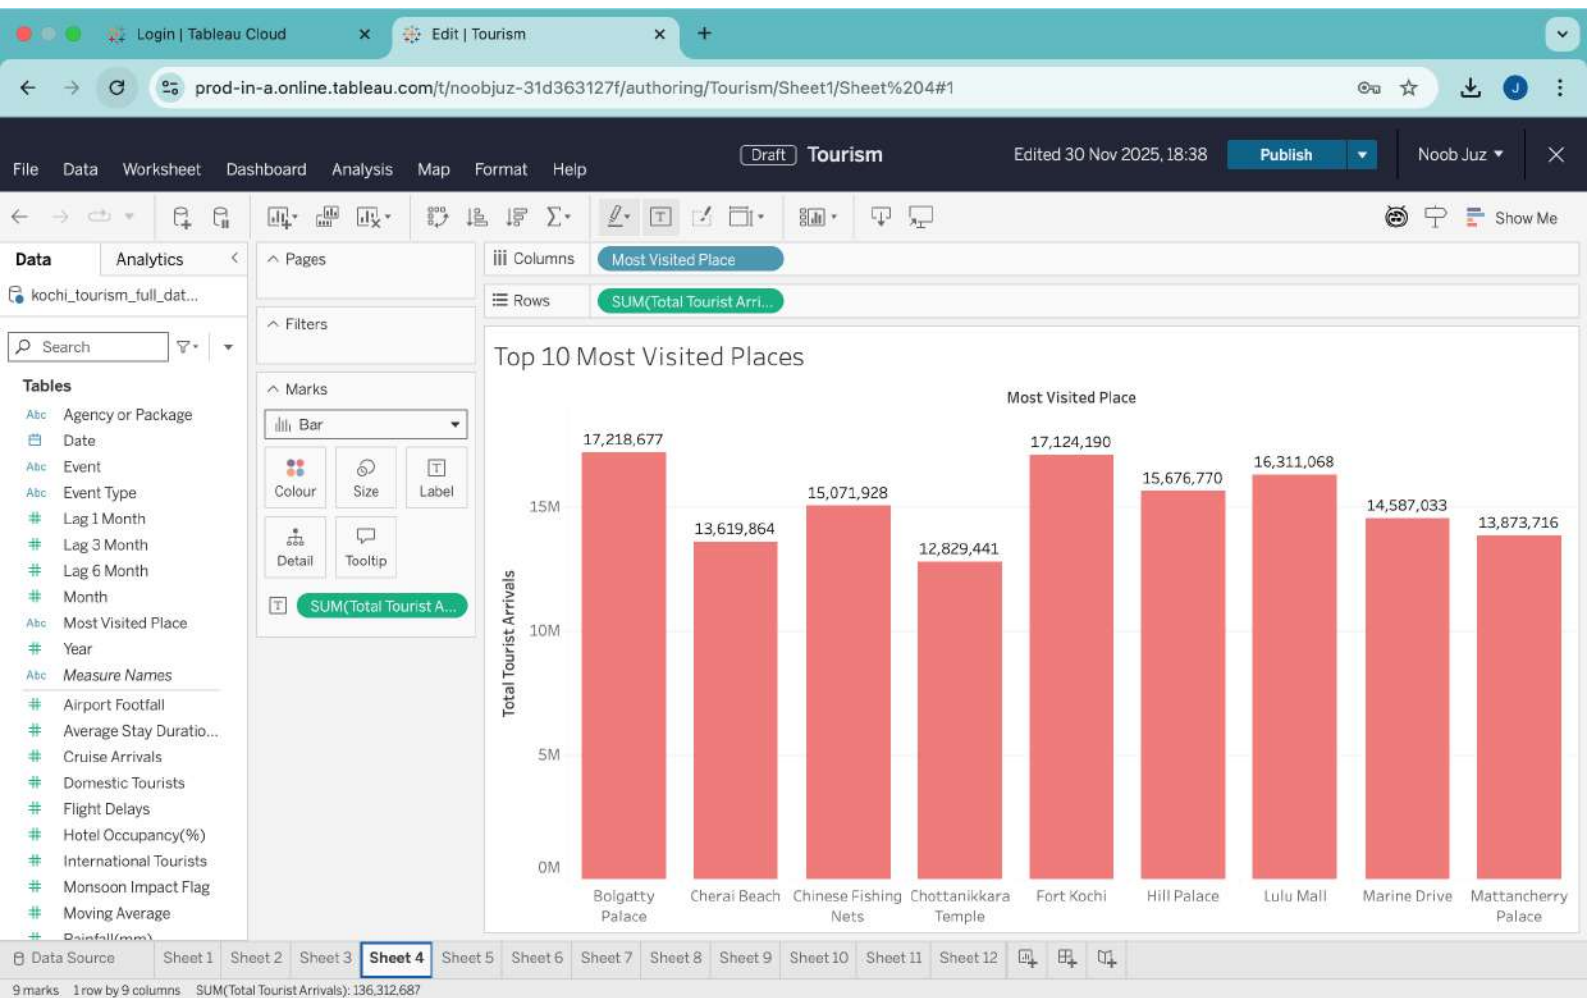 Login | Tableau Cloud
Edit | Tourism
prod-in-a.online.tableau.com/t/noobjuz-31d363127f/authoring/Tourism/Sheet1/Sheet%204#1
J
File Data Worksheet Dashboard Analysis Map Format Help
Draft Tourism
Edited 30 Nov 2025, 18:38
Publish
Noob Juz
Show Me
Data Analytics
kochi_tourism_full_dat...
Search
Tables
Abc Agency or Package
Date
Abc Event
Abc Event Type
Lag 1 Month
Lag 3 Month
Lag 6 Month
Month
Abc Most Visited Place
Year
Abc Measure Names
Airport Footfall
Average Stay Duratio...
Cruise Arrivals
Domestic Tourists
Flight Delays
Hotel Occupancy(%)
International Tourists
Monsoon Impact Flag
Moving Average
Rainfall(mm)
Pages
Filters
Marks
Bar
Colour Size Label
Detail Tooltip
SUM(Total Tourist A...
Columns Most Visited Place
Rows SUM(Total Tourist Arri...
Top 10 Most Visited Places
Most Visited Place
Total Tourist Arrivals
15M
10M
5M
0M
17,218,677
13,619,864
15,071,928
12,829,441
17,124,190
15,676,770
16,311,068
14,587,033
13,873,716
Bolgatty Palace
Cherai Beach
Chinese Fishing Nets
Chottanikkara Temple
Fort Kochi
Hill Palace
Lulu Mall
Marine Drive
Mattancherry Palace
Data Source Sheet 1 Sheet 2 Sheet 3 Sheet 4 Sheet 5 Sheet 6 Sheet 7 Sheet 8 Sheet 9 Sheet 10 Sheet 11 Sheet 12
9 marks 1 row by 9 columns SUM(Total Tourist Arrivals): 136,312,687